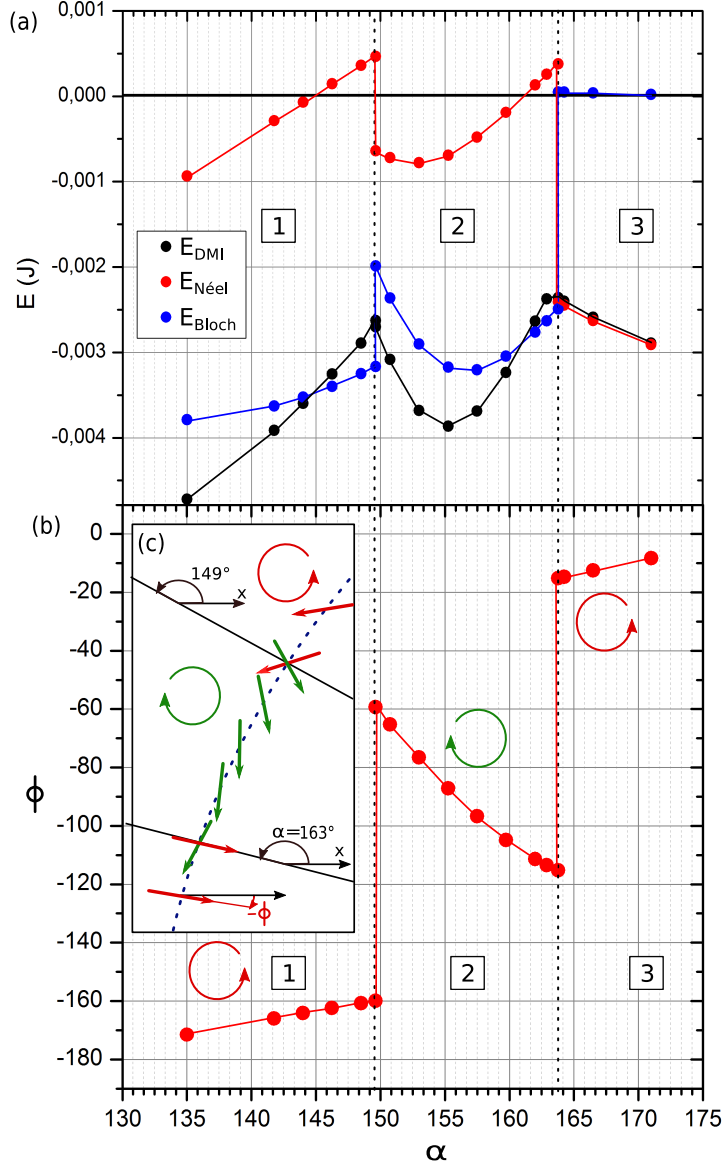 (a)
0,001
0,000
-0,001
-0,002
-0,003
-0,004
E (J)
1
2
3
E_DMI
E_Néel
E_Bloch
(b)
0
-20
-40
-60
-80
-100
-120
-140
-160
-180
ϕ
(c)
149°
x
α=163°
x
-ϕ
1
2
3
130 135 140 145 150 155 160 165 170 175
α